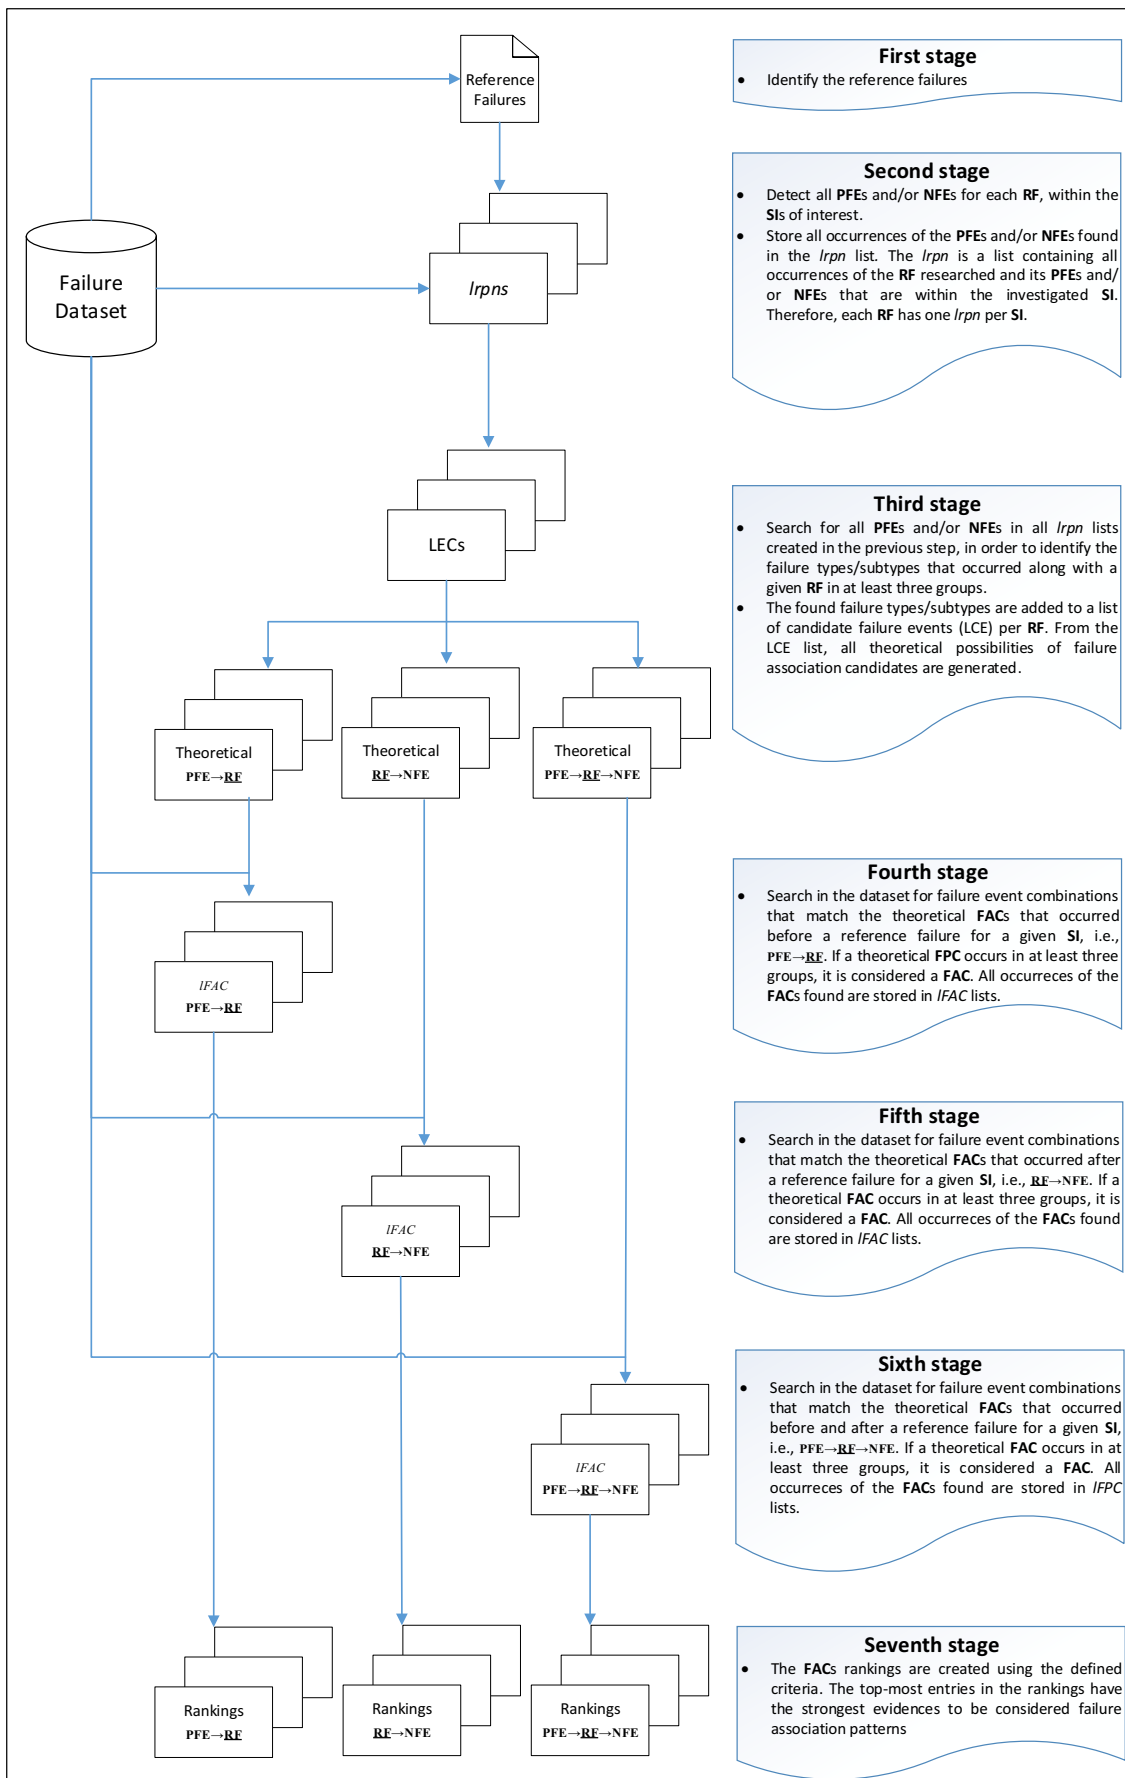 Reference
Failures
First stage
• Identify the reference failures
Failure
Dataset
lrpns
Second stage
• Detect all PFEs and/or NFEs for each RF, within the
SIs of interest.
• Store all occurrences of the PFEs and/or NFEs found
in the lrpn list. The lrpn is a list containing all
occurrences of the RF researched and its PFEs and/
or NFEs that are within the investigated SI.
Therefore, each RF has one lrpn per SI.
LECs
Third stage
• Search for all PFEs and/or NFEs in all lrpn lists
created in the previous step, in order to identify the
failure types/subtypes that occurred along with a
given RF in at least three groups.
• The found failure types/subtypes are added to a list
of candidate failure events (LCE) per RF. From the
LCE list, all theoretical possibilities of failure
association candidates are generated.
Theoretical
PFE→RF
Theoretical
RF→NFE
Theoretical
PFE→RF→NFE
lFAC
PFE→RF
Fourth stage
• Search in the dataset for failure event combinations
that match the theoretical FACs that occurred
before a reference failure for a given SI, i.e.,
PFE→RF. If a theoretical FPC occurs in at least three
groups, it is considered a FAC. All occurreces of the
FACs found are stored in lFAC lists.
lFAC
RF→NFE
Fifth stage
• Search in the dataset for failure event combinations
that match the theoretical FACs that occurred after
a reference failure for a given SI, i.e., RF→NFE. If a
theoretical FAC occurs in at least three groups, it is
considered a FAC. All occurreces of the FACs found
are stored in lFAC lists.
lFAC
PFE→RF→NFE
Sixth stage
• Search in the dataset for failure event combinations
that match the theoretical FACs that occurred
before and after a reference failure for a given SI,
i.e., PFE→RF→NFE. If a theoretical FAC occurs in at
least three groups, it is considered a FAC. All
occurreces of the FACs found are stored in lFPC
lists.
Rankings
PFE→RF
Rankings
RF→NFE
Rankings
PFE→RF→NFE
Seventh stage
• The FACs rankings are created using the defined
criteria. The top-most entries in the rankings have
the strongest evidences to be considered failure
association patterns